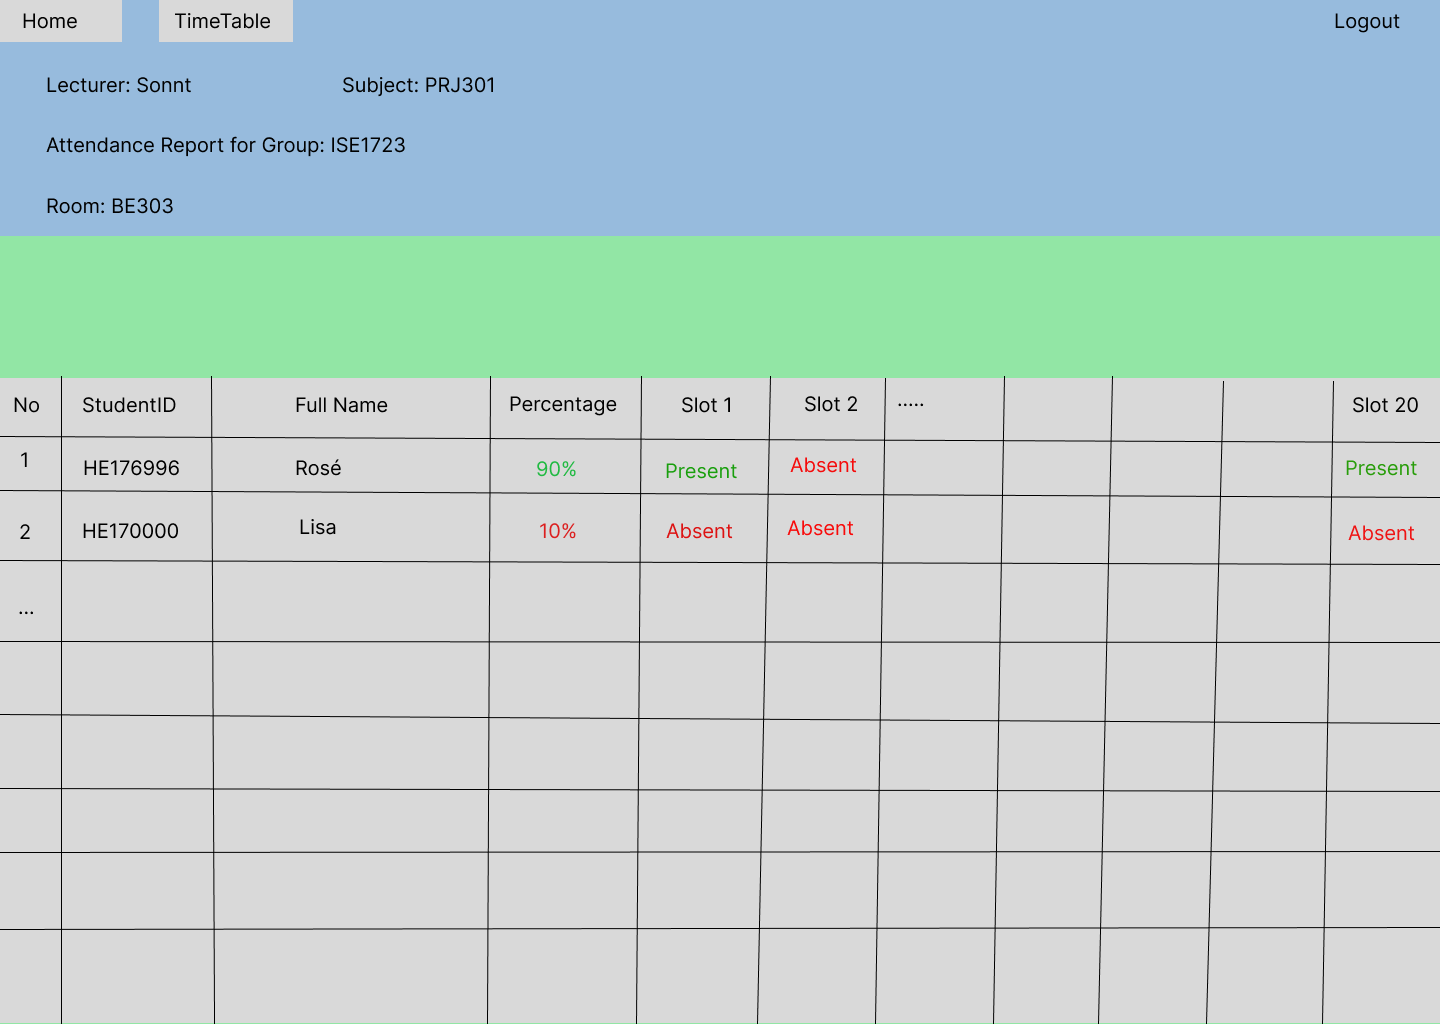 Home TimeTable Logout
Lecturer: Sonnt Subject: PRJ301
Attendance Report for Group: ISE1723
Room: BE303
No StudentID Full Name Percentage Slot 1 Slot 2 ..... Slot 20
1 HE176996 Rosé 90% Present Absent Present
2 HE170000 Lisa 10% Absent Absent Absent
...